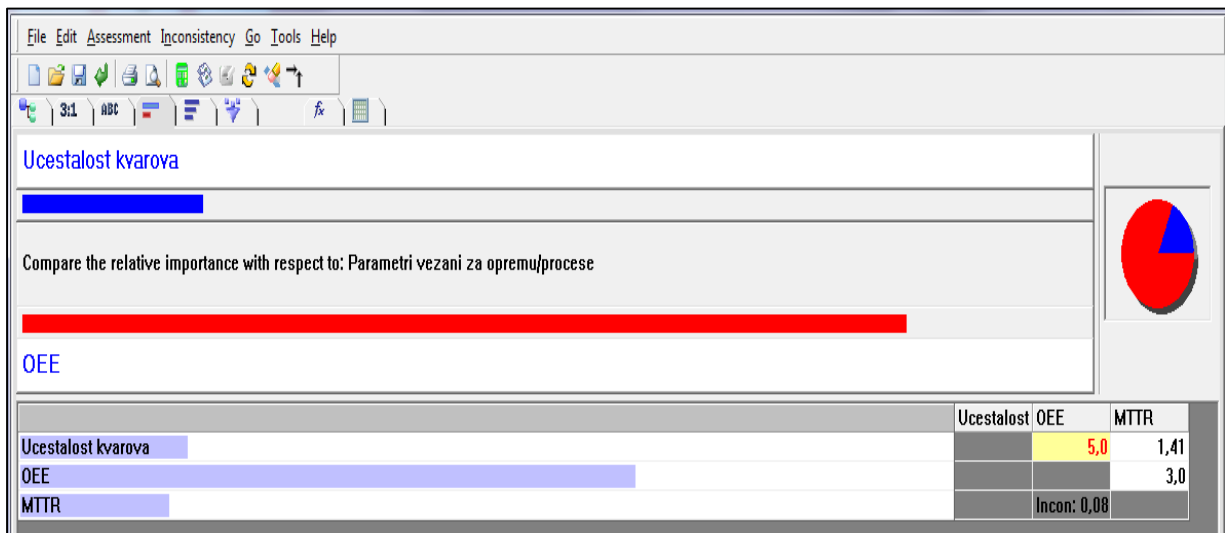 File Edit Assessment Inconsistency Go Tools Help
3:1 ABC fx
Ucestalost kvarova
Compare the relative importance with respect to: Parametri vezani za opremu/procese
OEE
Ucestalost OEE MTTR
Ucestalost kvarova 5,0 1,41
OEE 3,0
MTTR Incon: 0,08